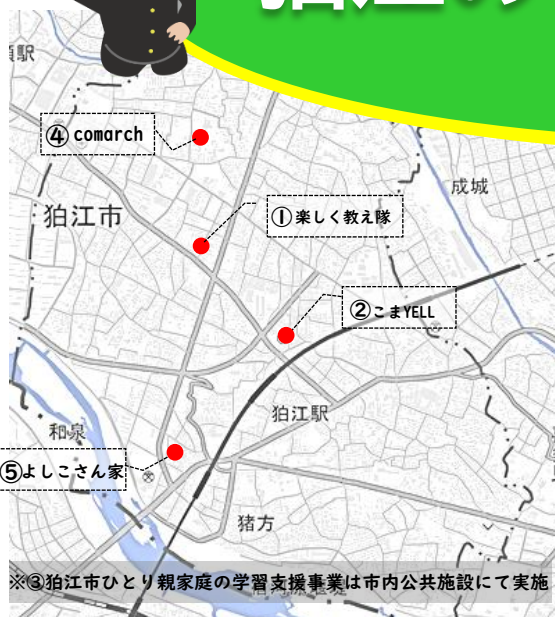 ④ comarch
成城
狛江市
①楽しく教え隊
②こまYELL
狛江駅
和泉
⑤よしこさん家
猪方
※③狛江市ひとり親家庭の学習支援事業は市内公共施設にて実施